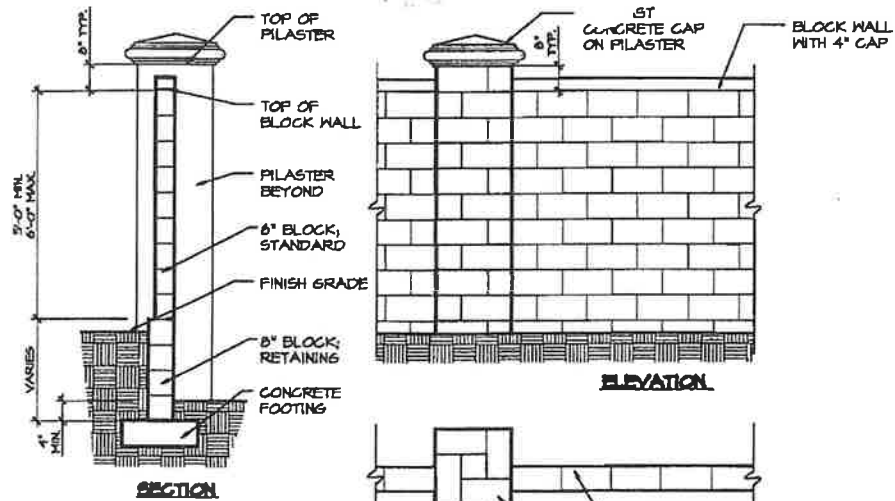 TOP OF
PILASTER
8" TYP.
TOP OF
BLOCK WALL
PILASTER
BEYOND
5'-0" MIN.
6'-0" MAX.
6" BLOCK,
STANDARD
FINISH GRADE
8" BLOCK,
RETAINING
VARIES
CONCRETE
FOOTING
4"
MIN.
SECTION
ST
CONCRETE CAP
ON PILASTER
8"
TYP.
BLOCK WALL
WITH 4" CAP
ELEVATION